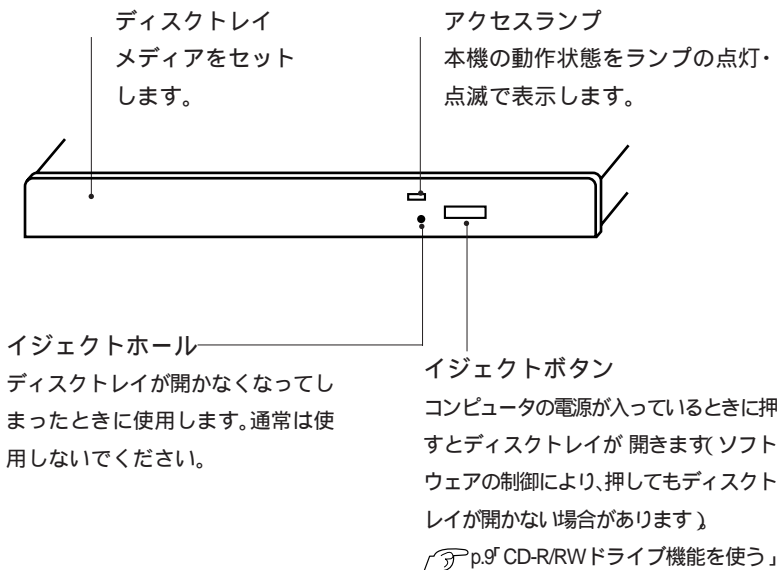 ディスクトレイ
メディアをセット
します。
アクセスランプ
本機の動作状態をランプの点灯・
点滅で表示します。
イジェクトホール
ディスクトレイが開かなくなってし
まったときに使用します。通常は使
用しないでください。
イジェクトボタン
コンピュータの電源が入っているときに押
すとディスクトレイが 開きます( ソフト
ウェアの制御により、押してもディスクト
レイが開かない場合があります )。
p.9「 CD-R/RWドライブ機能を使う 」